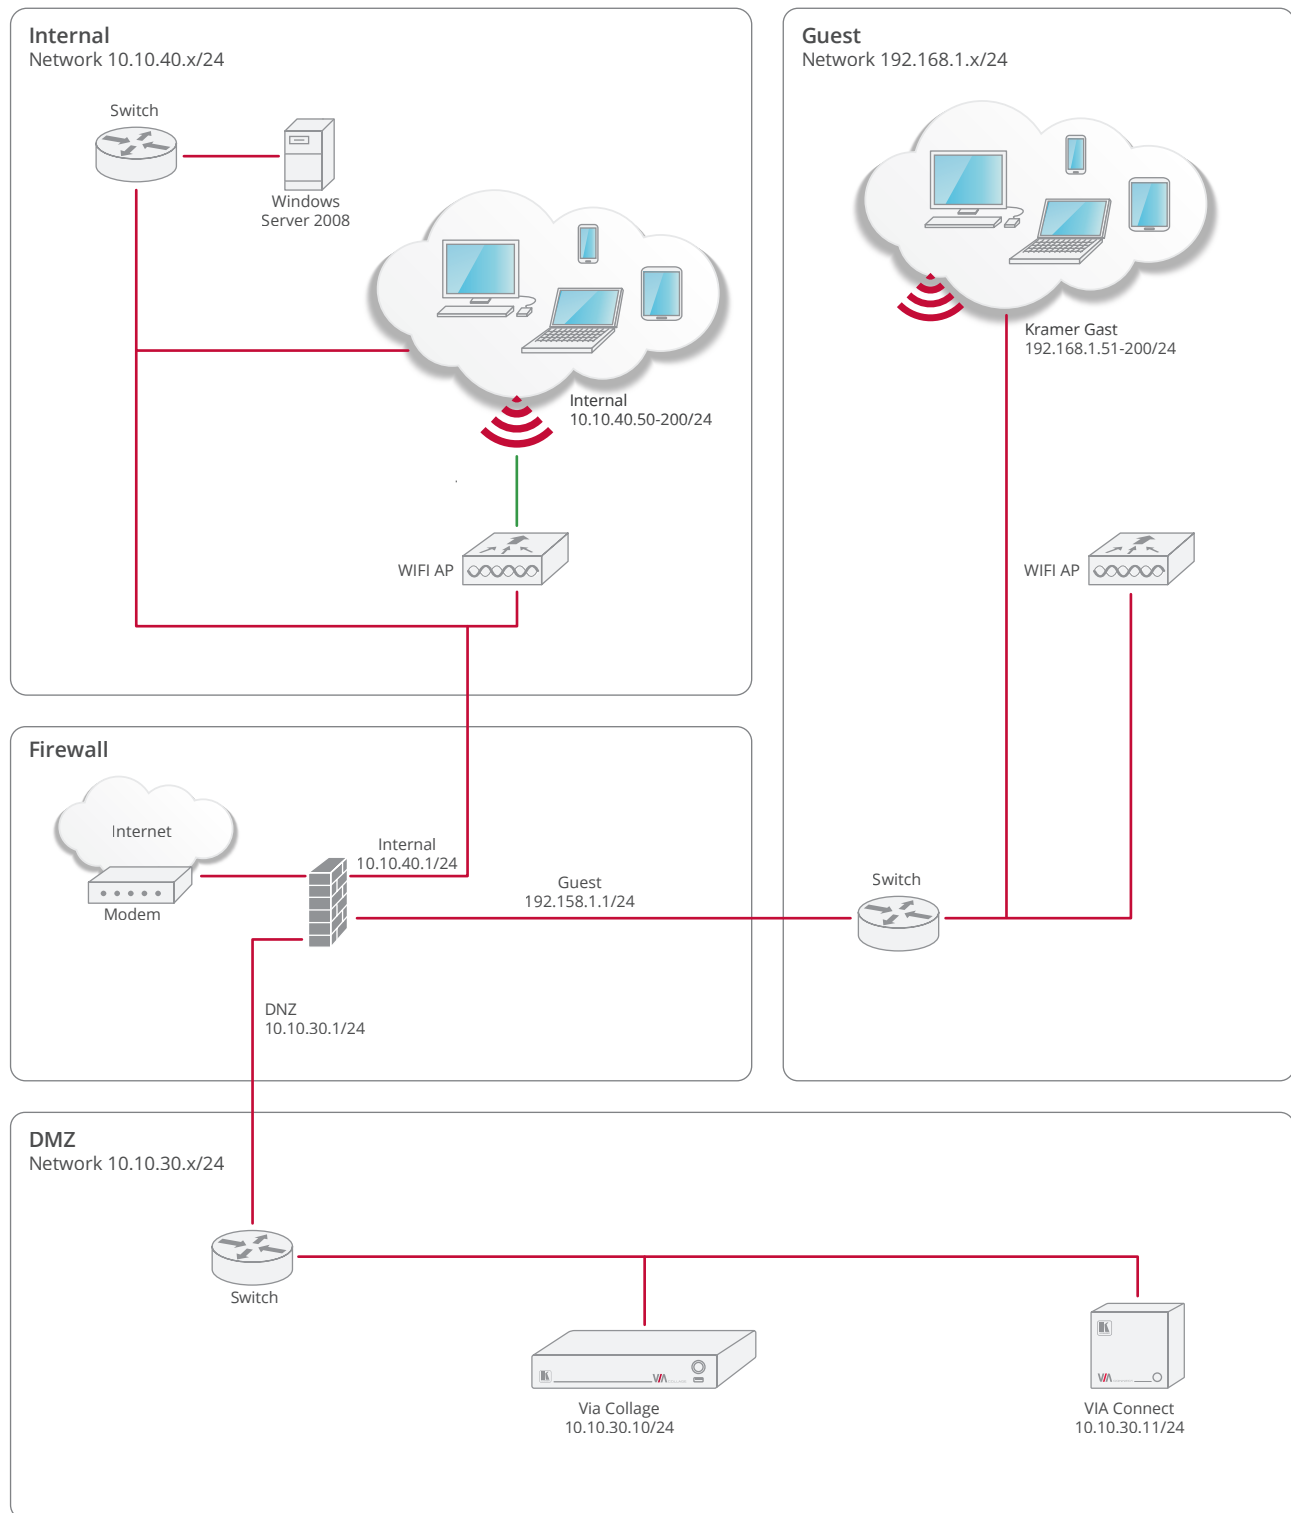 Internal
Network 10.10.40.x/24
Switch
Windows
Server 2008
Internal
10.10.40.50-200/24
WIFI AP
Guest
Network 192.168.1.x/24
Kramer Gast
192.168.1.51-200/24
WIFI AP
Switch
Firewall
Internet
Modem
Internal
10.10.40.1/24
Guest
192.158.1.1/24
DNZ
10.10.30.1/24
DMZ
Network 10.10.30.x/24
Switch
VIA
Via Collage
10.10.30.10/24
VIA
VIA Connect
10.10.30.11/24